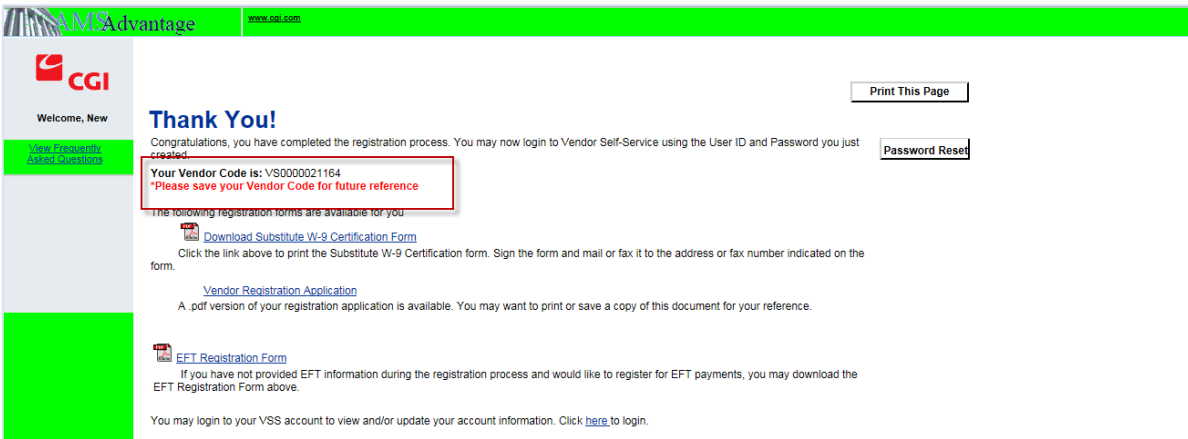 AMS Advantage
www.cgi.com
CGI
Welcome, New
View Frequently
Asked Questions
Print This Page
Thank You!
Congratulations, you have completed the registration process. You may now login to Vendor Self-Service using the User ID and Password you just
created.
Password Reset
Your Vendor Code is: VS0000021164
*Please save your Vendor Code for future reference
The following registration forms are available for you
Download Substitute W-9 Certification Form
Click the link above to print the Substitute W-9 Certification form. Sign the form and mail or fax it to the address or fax number indicated on the
form.
Vendor Registration Application
A .pdf version of your registration application is available. You may want to print or save a copy of this document for your reference.
EFT Registration Form
If you have not provided EFT information during the registration process and would like to register for EFT payments, you may download the
EFT Registration Form above.
You may login to your VSS account to view and/or update your account information. Click here to login.